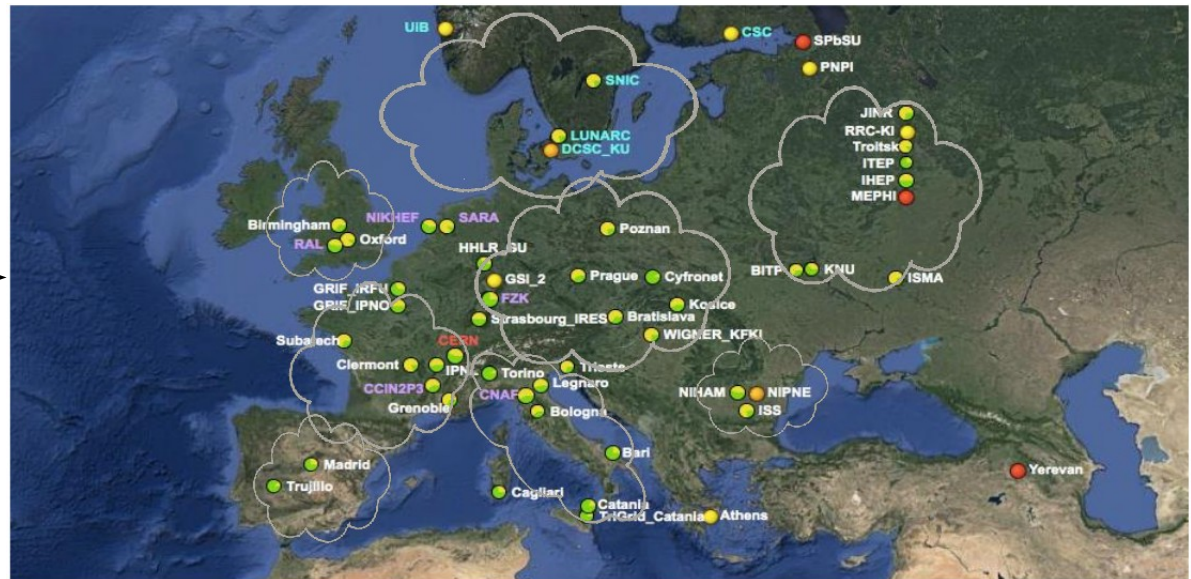 UiB
CSC
SPbSU
PNPI
SNIC
JINR
RRC-KI
Troitsk
LUNARC
DCSC_KU
ITEP
IHEP
MEPHI
NIKHEF
SARA
Birmingham
Oxford
RAL
Poznan
HHLR_GU
GSI_2
Prague
Cyfronet
BITP
KNU
ISMA
GRIF_IRFU
FZK
GRIF_IPNO
Kosice
Strasbourg_IRES
Bratislava
Subatech
WIGNER_KFKI
CERN
Clermont
IPNL
Torino
Trieste
CCIN2P3
Legnaro
CNAF
NIHAM
NIPNE
Grenoble
Bologna
ISS
Bari
Madrid
Yerevan
Trujillo
Cagliari
Catania
TriGrid_Catania
Athens